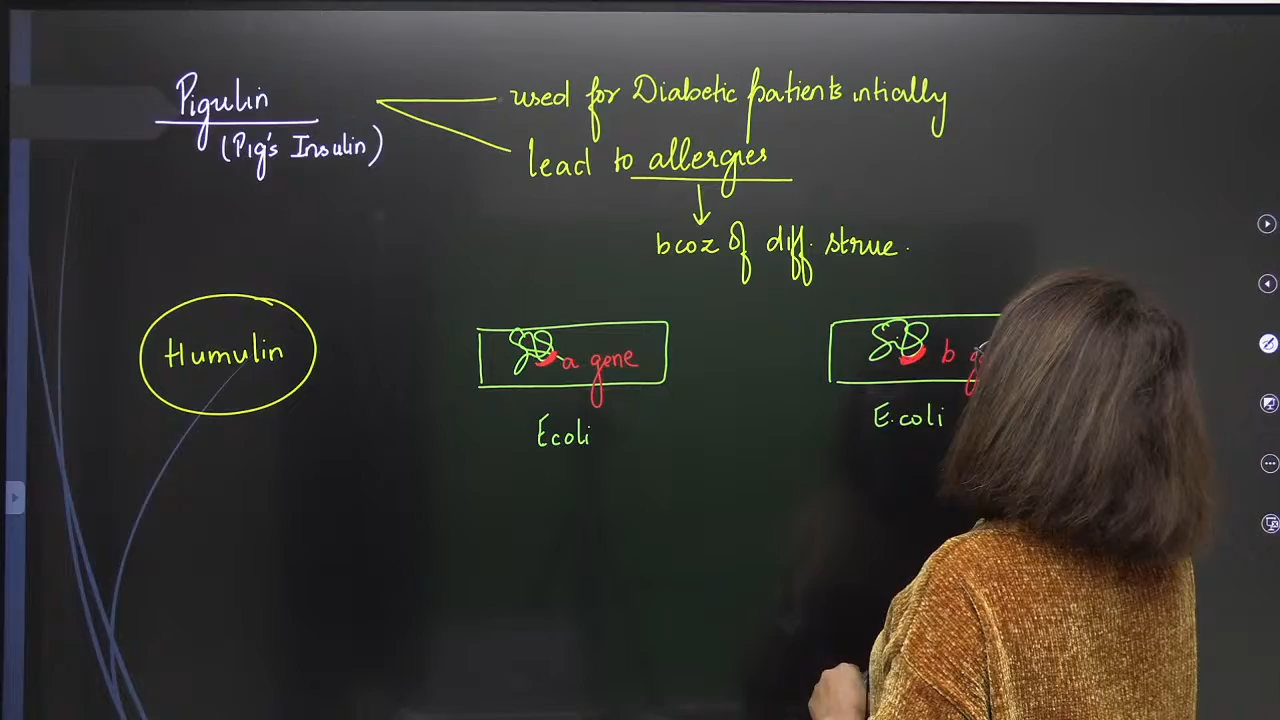 Pigulin
(Pig's Insulin)
used for Diabetic patients intially
lead to allergies
bcoz of diff. struc.
Humulin
a gene
Ecoli
b
E.coli